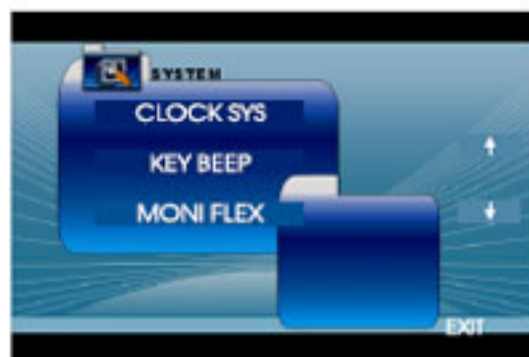 SYSTEM
CLOCK SYS
KEY BEEP
MONI FLEX
EXIT